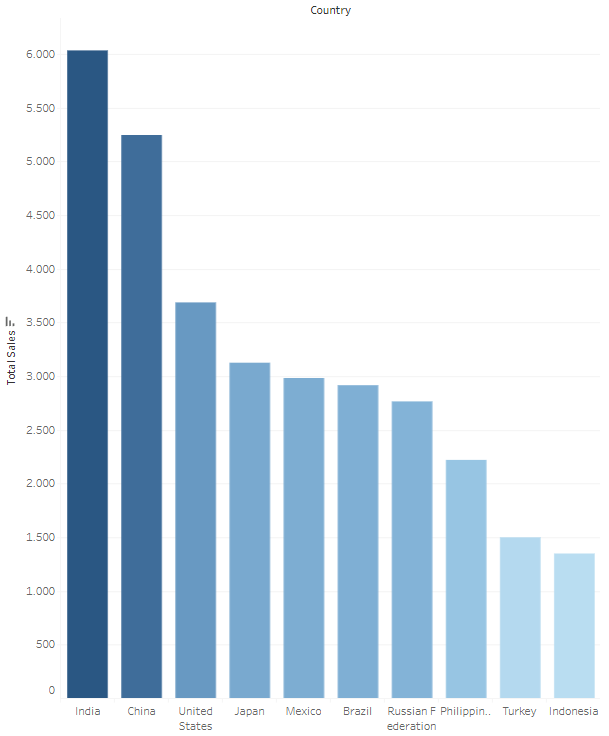 Country
6.000
5.500
5.000
4.500
4.000
3.500
3.000
2.500
2.000
1.500
1.000
500
0
Total Sales
India
China
United
States
Japan
Mexico
Brazil
Russian F
ederation
Philippin..
Turkey
Indonesia